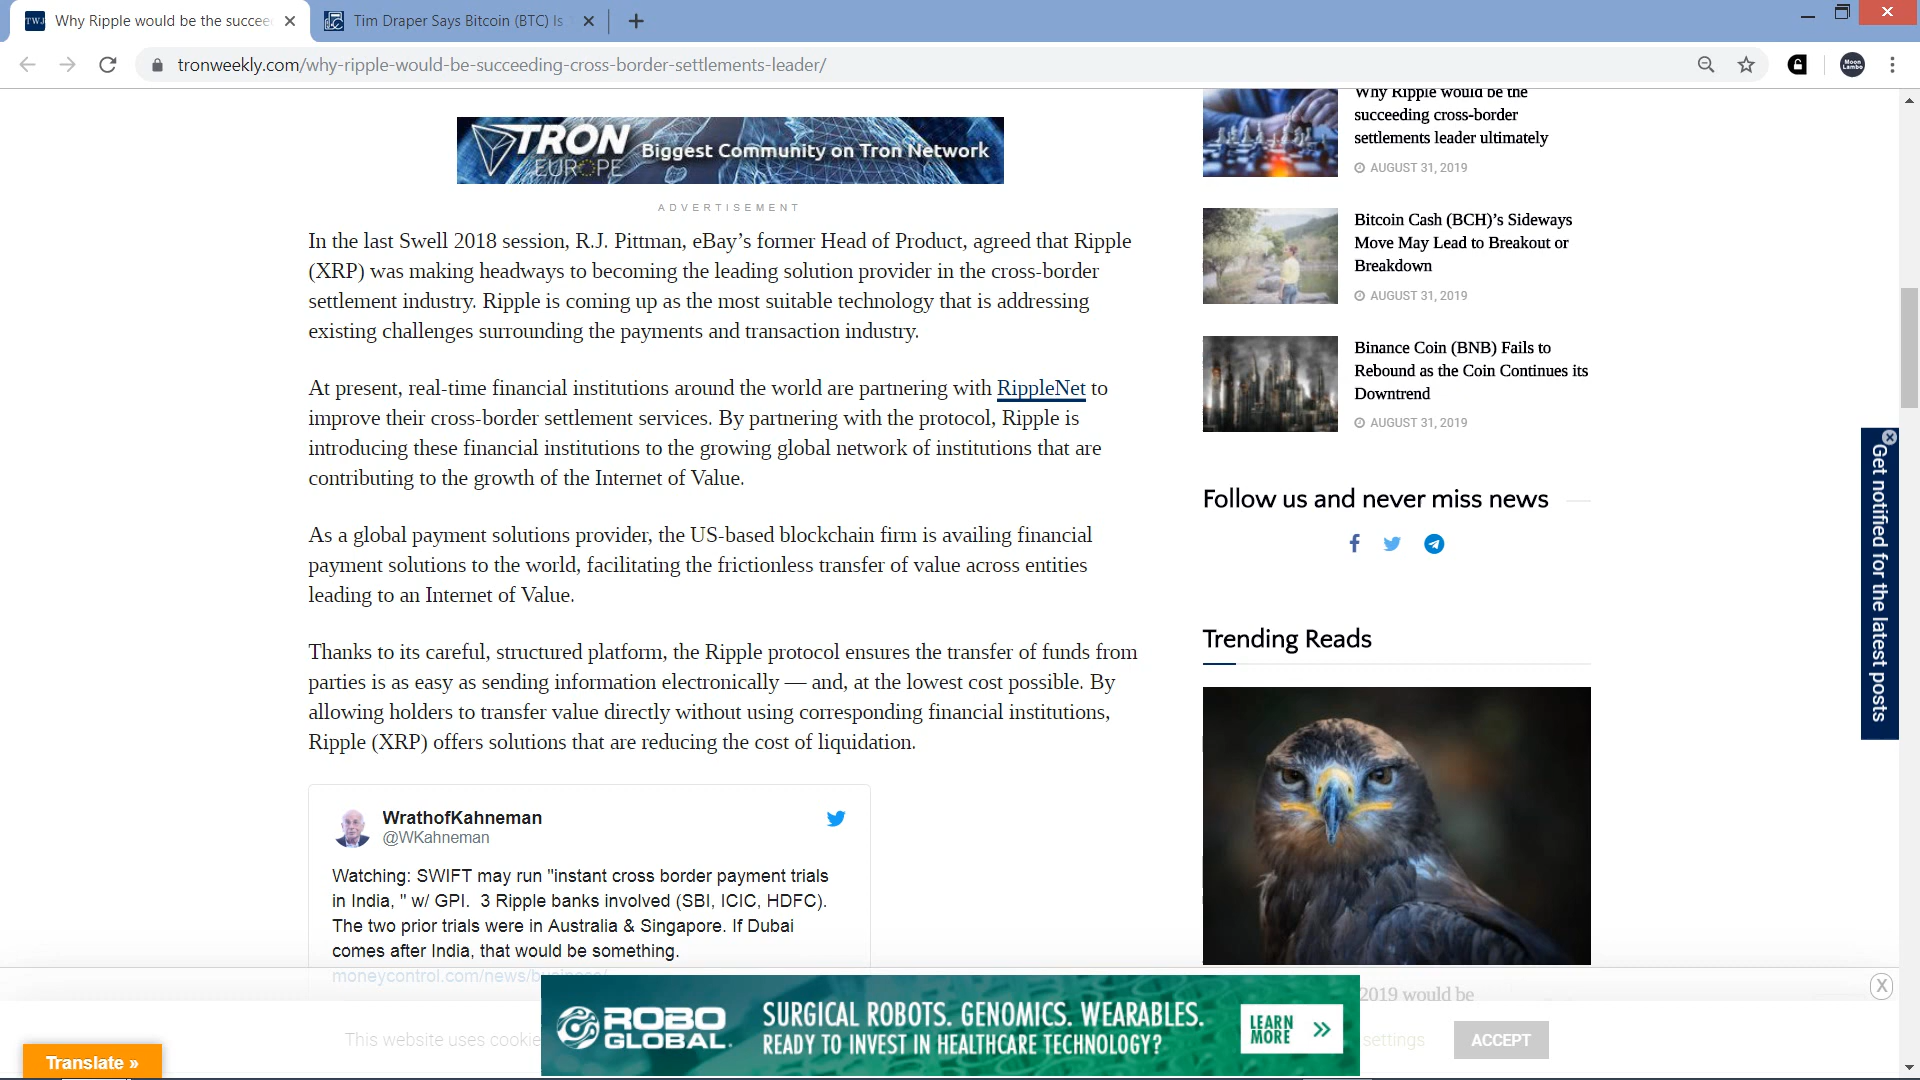 TWJ Why Ripple would be the succee
Tim Draper Says Bitcoin (BTC) Is
tronweekly.com/why-ripple-would-be-succeeding-cross-border-settlements-leader/
Moon Lambo
TRON
EUROPE
Biggest Community on Tron Network
ADVERTISEMENT
In the last Swell 2018 session, R.J. Pittman, eBay’s former Head of Product, agreed that Ripple
(XRP) was making headways to becoming the leading solution provider in the cross-border
settlement industry. Ripple is coming up as the most suitable technology that is addressing
existing challenges surrounding the payments and transaction industry.
At present, real-time financial institutions around the world are partnering with RippleNet to
improve their cross-border settlement services. By partnering with the protocol, Ripple is
introducing these financial institutions to the growing global network of institutions that are
contributing to the growth of the Internet of Value.
As a global payment solutions provider, the US-based blockchain firm is availing financial
payment solutions to the world, facilitating the frictionless transfer of value across entities
leading to an Internet of Value.
Thanks to its careful, structured platform, the Ripple protocol ensures the transfer of funds from
parties is as easy as sending information electronically — and, at the lowest cost possible. By
allowing holders to transfer value directly without using corresponding financial institutions,
Ripple (XRP) offers solutions that are reducing the cost of liquidation.
WrathofKahneman
@WKahneman
Watching: SWIFT may run "instant cross border payment trials
in India, " w/ GPI.  3 Ripple banks involved (SBI, ICIC, HDFC).
The two prior trials were in Australia & Singapore. If Dubai
comes after India, that would be something.
moneycontrol.com/news/business/
Why Ripple would be the
succeeding cross-border
settlements leader ultimately
AUGUST 31, 2019
Bitcoin Cash (BCH)’s Sideways
Move May Lead to Breakout or
Breakdown
AUGUST 31, 2019
Binance Coin (BNB) Fails to
Rebound as the Coin Continues its
Downtrend
AUGUST 31, 2019
Follow us and never miss news
Trending Reads
2019 would be
Get notified for the latest posts
This website uses cookie
settings
ACCEPT
ROBO
GLOBAL.
SURGICAL ROBOTS. GENOMICS. WEARABLES.
READY TO INVEST IN HEALTHCARE TECHNOLOGY?
LEARN
MORE
X
Translate »